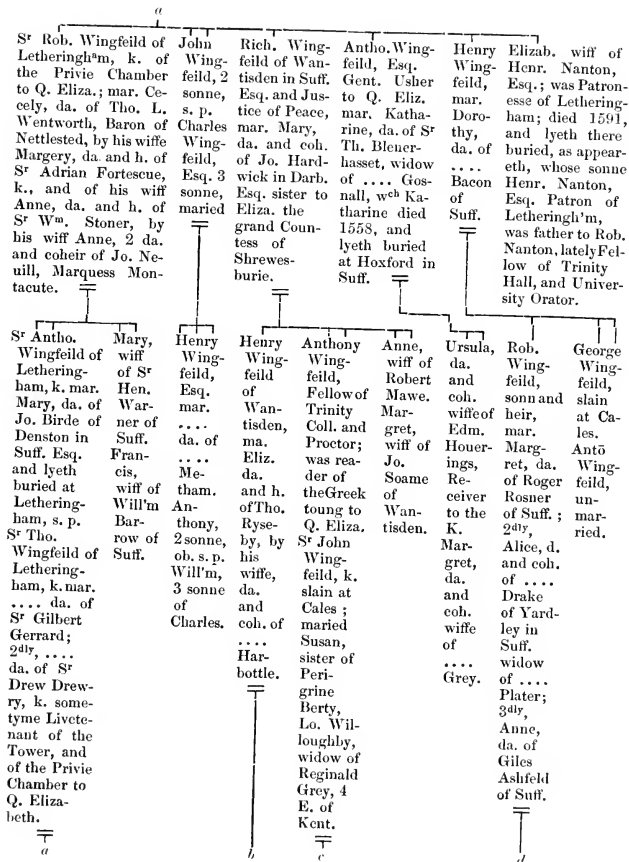 a
Sr Rob. Wingfeild of
Letheringham, k. of
the Privie Chamber
to Q. Eliza.; mar. Ce-
cely, da. of Tho. L.
Wentworth, Baron of
Nettlested, by his wiffe
Margery, da. and h. of
Sr Adrian Fortescue,
k., and of his wiff
Anne, da. and h. of
Sr Wm. Stoner, by
his wiff Anne, 2 da.
and coheir of Jo. Ne-
uill, Marquess Mon-
tacute.
John
Wing-
feild, 2
sonne,
s. p.
Charles
Wing-
feild,
Esq. 3
sonne,
maried
Rich. Wing-
feild of Wan-
tisden in Suff.
Esq. and Jus-
tice of Peace,
mar. Mary,
da. and coh.
of Jo. Hard-
wick in Darb.
Esq. sister to
Eliza. the
grand Coun-
tess of
Shrewes-
burie.
Antho. Wing-
feild, Esq.
Gent. Usher
to Q. Eliz.
mar. Katha-
rine, da. of Sr
Th. Bleuer-
hasset, widow
of .... Gos-
nall, wch Ka-
tharine died
1558, and
lyeth buried
at Hoxford in
Suff.
Henry
Wing-
feild,
mar.
Doro-
thy,
da. of
....
Bacon
of
Suff.
Elizab. wiff of
Henr. Nanton,
Esq.; was Patron-
esse of Lethering-
ham; died 1591,
and lyeth there
buried, as appear-
eth, whose sonne
Henr. Nanton,
Esq. Patron of
Letheringh'm,
was father to Rob.
Nanton, lately Fel-
low of Trinity
Hall, and Univer-
sity Orator.
Sr Antho.
Wingfeild of
Lethering-
ham, k. mar.
Mary, da. of
Jo. Birde of
Denston in
Suff. Esq.
and lyeth
buried at
Lethering-
ham, s. p.
Sr Tho.
Wingfeild of
Lethering-
ham, k. mar.
.... da. of
Sr Gilbert
Gerrard;
2dly, ....
da. of Sr
Drew Drew-
ry, k. some-
tyme Livete-
nant of the
Tower, and
of the Privie
Chamber to
Q. Eliza-
beth.
a
Mary,
wiff
of Sr
Hen.
War-
ner of
Suff.
Fran-
cis,
wiff of
Will'm
Bar-
row of
Suff.
Henry
Wing-
feild,
Esq.
mar.
....
da. of
....
Me-
tham.
An-
thony,
2 sonne,
ob. s. p.
Will'm,
3 sonne
of
Charles.
Henry
Wing-
feild
of
Wan-
tisden,
ma.
Eliz.
da.
and h.
of Tho.
Ryse-
by, by
his
wiffe,
da.
and
coh. of
....
Har-
bottle.
b
Anthony
Wing-
feild,
Fellow of
Trinity
Coll. and
Proctor;
was rea-
der of
the Greek
toung to
Q. Eliza.
Sr John
Wing-
feild, k.
slain at
Cales;
maried
Susan,
sister of
Peri-
grine
Berty,
Lo. Wil-
loughby,
widow of
Reginald
Grey, 4
E. of
Kent.
c
Anne,
wiff of
Robert
Mawe.
Mar-
gret,
wiff of
Jo.
Soame
of
Wan-
tisden.
Ursula,
da.
and
coh.
wiffe of
Edm.
Houer-
ings,
Re-
ceiver
to the
K.
Mar-
gret,
da.
and
coh.
wiffe
of
....
Grey.
Rob.
Wing-
feild,
sonn and
heir,
mar.
Marg-
ret, da.
of Roger
Rosner
of Suff.;
2dly,
Alice, d.
and coh.
of ....
Drake
of Yard-
ley in
Suff.
widow
of ....
Plater;
3dly,
Anne,
da. of
Giles
Ashfeld
of Suff.
d
George
Wing-
feild,
slain
at Ca-
les.
Antō
Wing-
feild,
un-
mar-
ried.